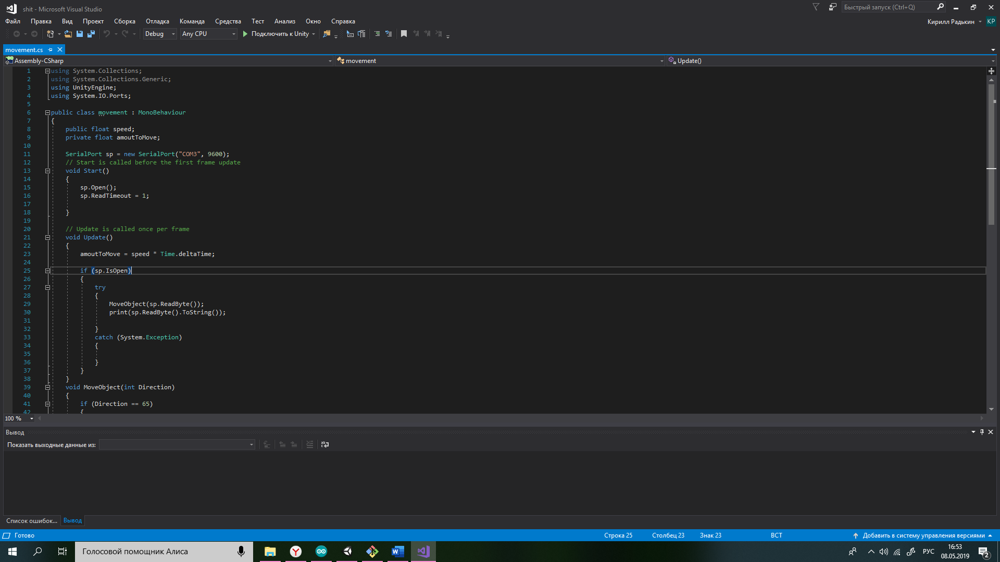 shit - Microsoft Visual Studio
Быстрый запуск (Ctrl+Q)
Файл Правка Вид Проект Сборка Отладка Команда Средства Тест Анализ Окно Справка
Кирилл Радькин KP
Debug Any CPU Подключить к Unity
movement.cs
Assembly-CSharp movement Update()
1 using System.Collections;
2 using System.Collections.Generic;
3 using UnityEngine;
4 using System.IO.Ports;
5
6 public class movement : MonoBehaviour
7 {
8 public float speed;
9 private float amoutToMove;
10
11 SerialPort sp = new SerialPort("COM3", 9600);
12 // Start is called before the first frame update
13 void Start()
14 {
15 sp.Open();
16 sp.ReadTimeout = 1;
17
18 }
19
20 // Update is called once per frame
21 void Update()
22 {
23 amoutToMove = speed * Time.deltaTime;
24
25 if (sp.IsOpen)
26 {
27 try
28 {
29 MoveObject(sp.ReadByte());
30 print(sp.ReadByte().ToString());
31
32 }
33 catch (System.Exception)
34 {
35
36 }
37 }
38 }
39 void MoveObject(int Direction)
40 {
41 if (Direction == 65)
42 {
100 %
Вывод
Показать выходные данные из:
Список ошибок... Вывод
Готово Строка 25 Столбец 23 Знак 23 ВСТ Добавить в систему управления версиями
Голосовой помощник Алиса
РУС
16:53
08.05.2019
2